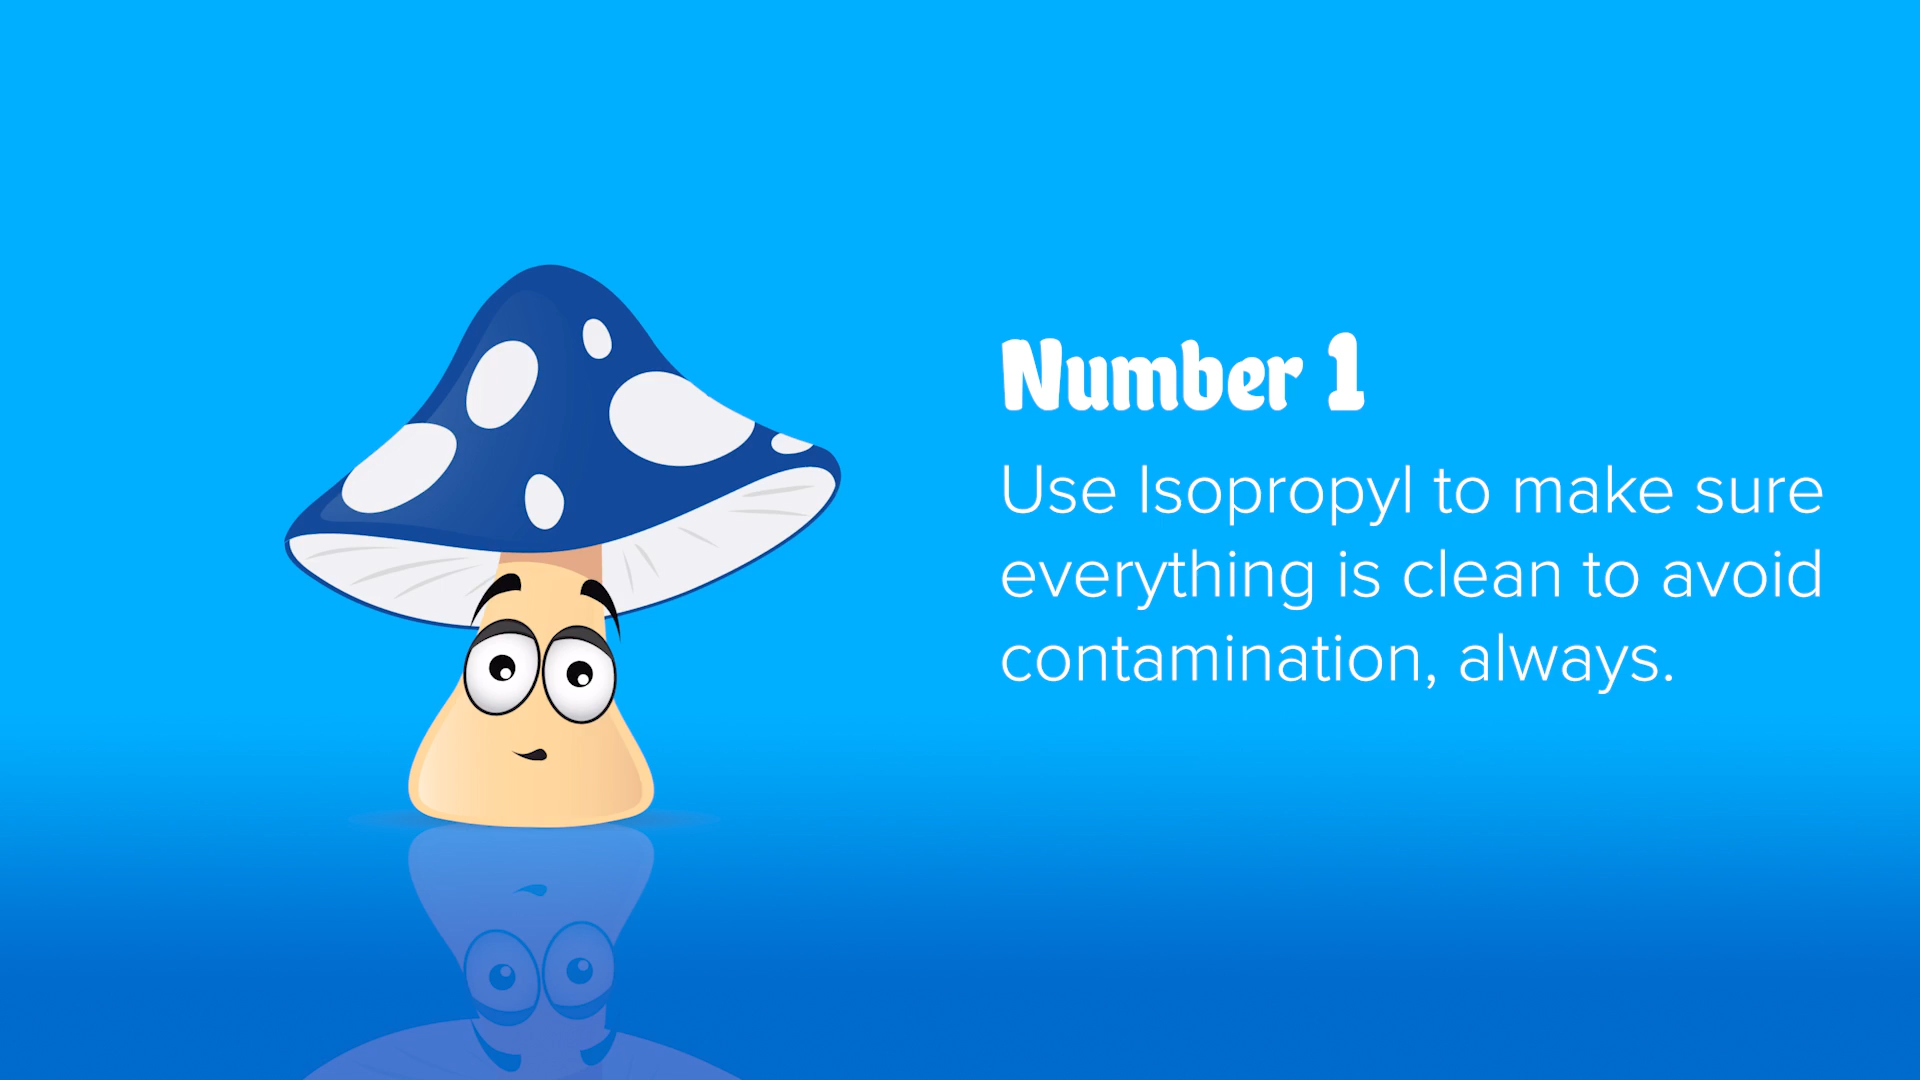 Number 1
Use Isopropyl to make sure
everything is clean to avoid
contamination, always.